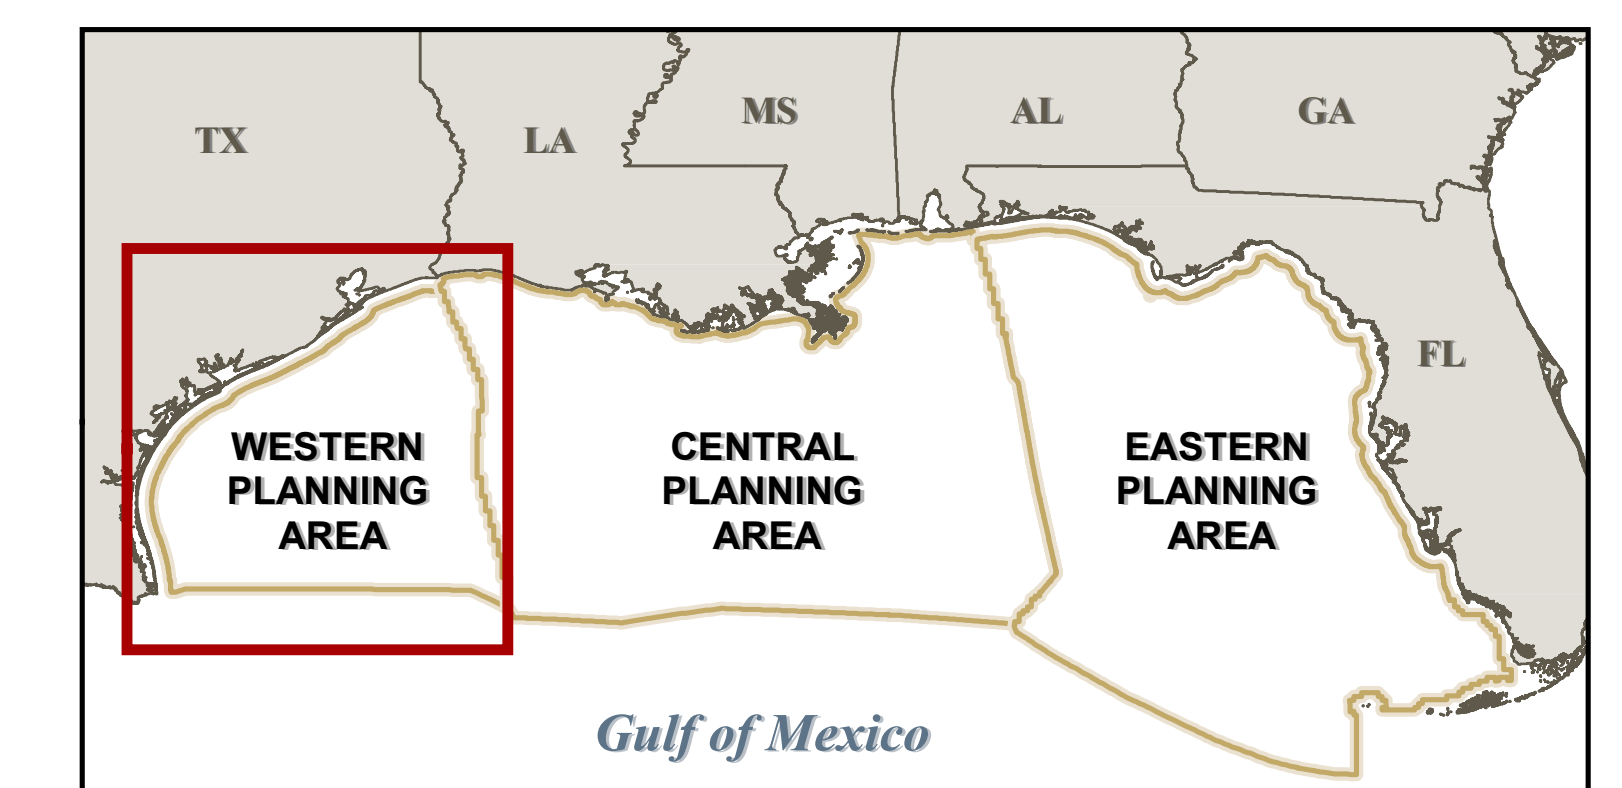 TX
LA
MS
AL
GA
FL
WESTERN
PLANNING
AREA
CENTRAL
PLANNING
AREA
EASTERN
PLANNING
AREA
Gulf of Mexico